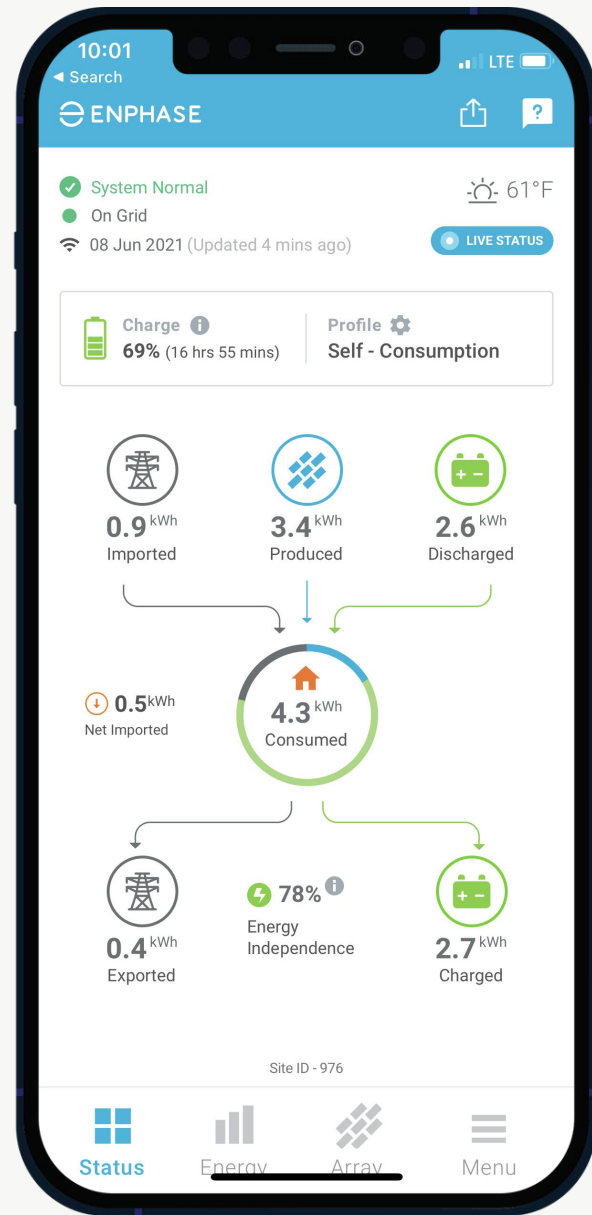 10:01
◀ Search
LTE
ENPHASE
?
System Normal
61°F
On Grid
08 Jun 2021 (Updated 4 mins ago)
LIVE STATUS
Charge i
Profile
69% (16 hrs 55 mins)
Self - Consumption
0.9 kWh
Imported
3.4 kWh
Produced
2.6 kWh
Discharged
0.5 kWh
Net Imported
4.3 kWh
Consumed
0.4 kWh
Exported
78% i
Energy
Independence
2.7 kWh
Charged
Site ID - 976
Status
Energy
Array
Menu